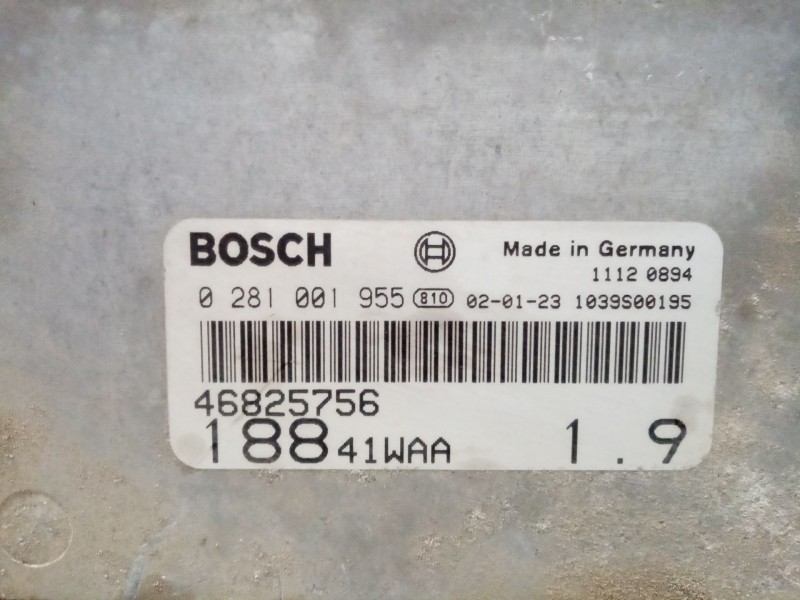 BOSCH Made in Germany
1112 0894
0 281 001 955 810 02-01-23 1039S00195
46825756
188 41WAA 1.9